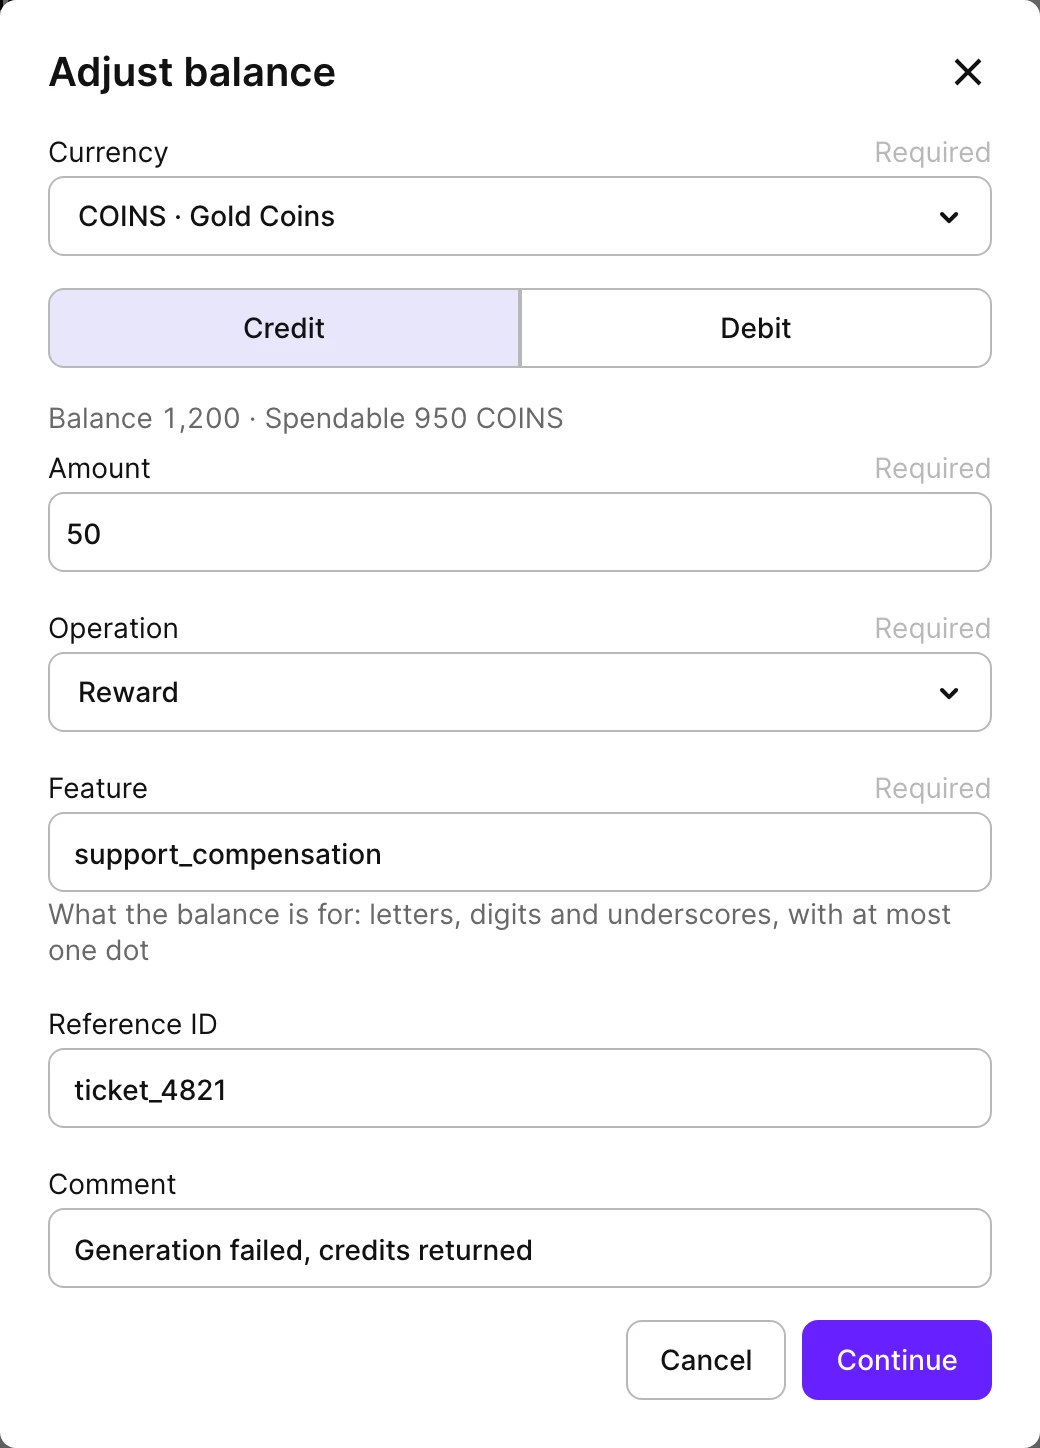 Adjust balance
Currency Required
COINS · Gold Coins
Credit Debit
Balance 1,200 · Spendable 950 COINS
Amount Required
50
Operation Required
Reward
Feature Required
support_compensation
What the balance is for: letters, digits and underscores, with at most
one dot
Reference ID
ticket_4821
Comment
Generation failed, credits returned
Cancel Continue